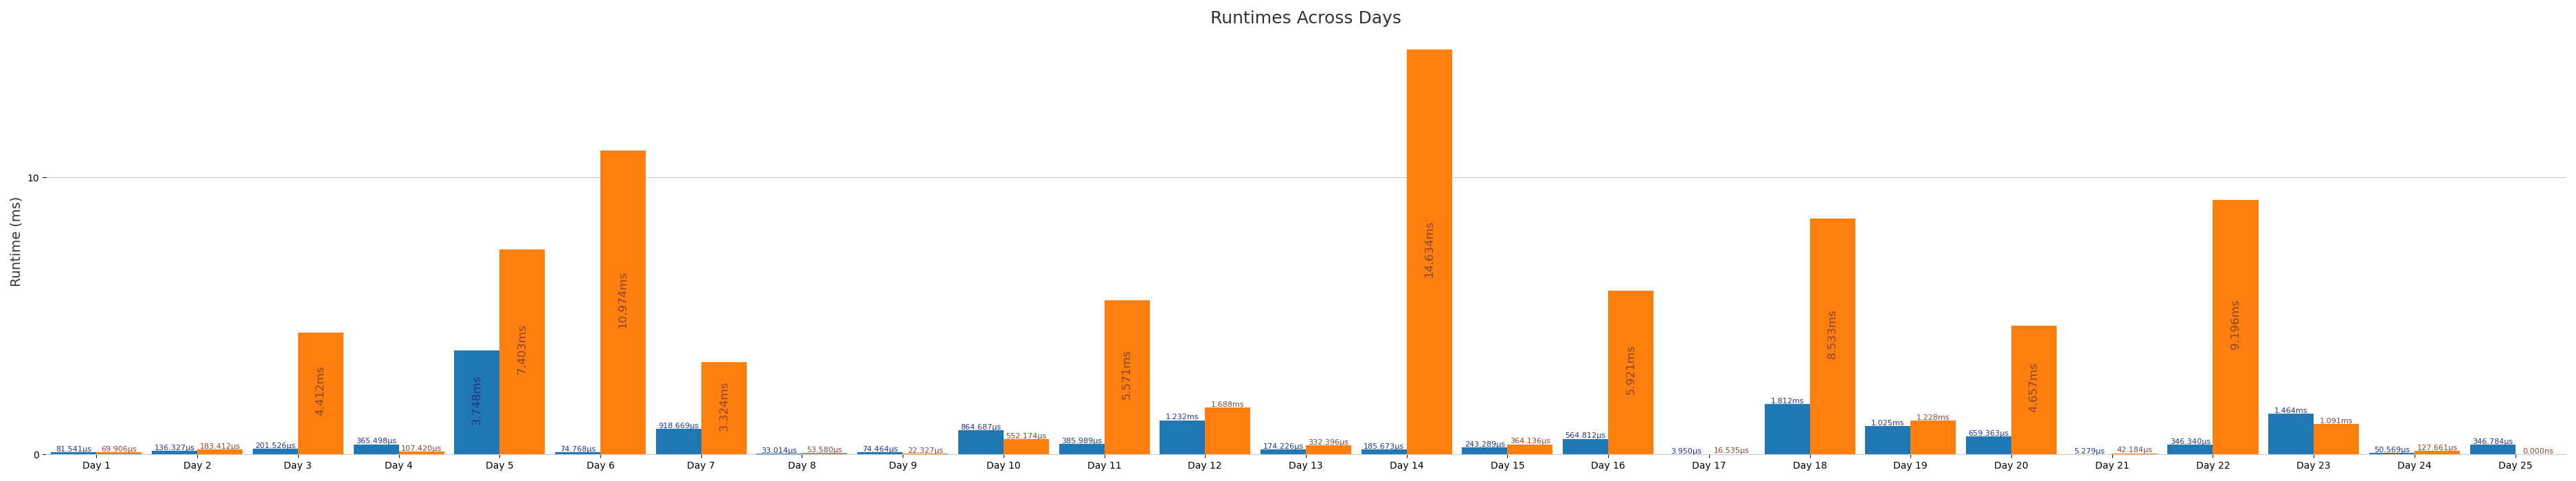 Runtimes Across Days
Runtime (ms)
10
0
81.541µs
69.906µs
136.327µs
183.412µs
201.526µs
4.412ms
365.498µs
107.420µs
3.748ms
7.403ms
74.768µs
10.974ms
918.669µs
3.324ms
33.014µs
53.580µs
74.464µs
22.327µs
864.687µs
552.174µs
385.989µs
5.571ms
1.232ms
1.688ms
174.226µs
332.396µs
185.673µs
14.634ms
243.289µs
364.136µs
564.812µs
5.921ms
3.950µs
16.535µs
1.812ms
8.533ms
1.025ms
1.228ms
659.363µs
4.657ms
5.279µs
42.184µs
346.340µs
9.196ms
1.464ms
1.091ms
50.569µs
127.661µs
346.784µs
0.000ns
Day 1
Day 2
Day 3
Day 4
Day 5
Day 6
Day 7
Day 8
Day 9
Day 10
Day 11
Day 12
Day 13
Day 14
Day 15
Day 16
Day 17
Day 18
Day 19
Day 20
Day 21
Day 22
Day 23
Day 24
Day 25